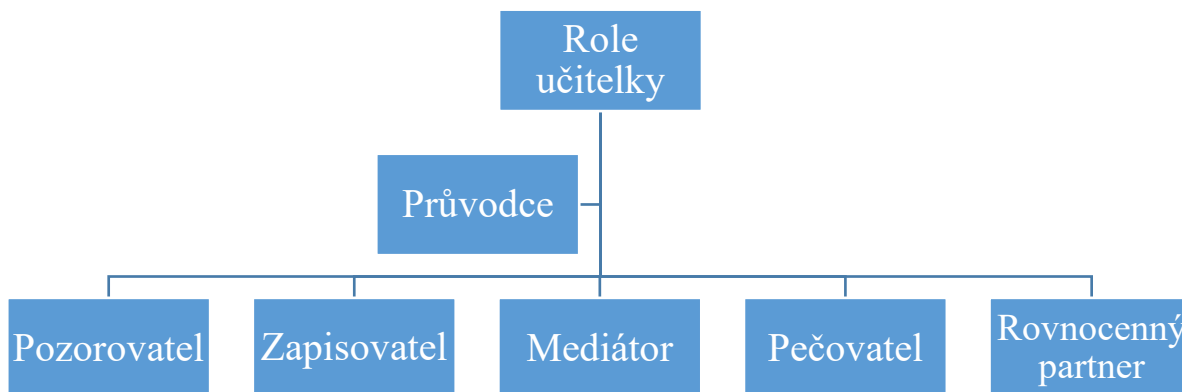 Role
učitelky
Průvodce
Pozorovatel
Zapisovatel
Mediátor
Pečovatel
Rovnocenný
partner